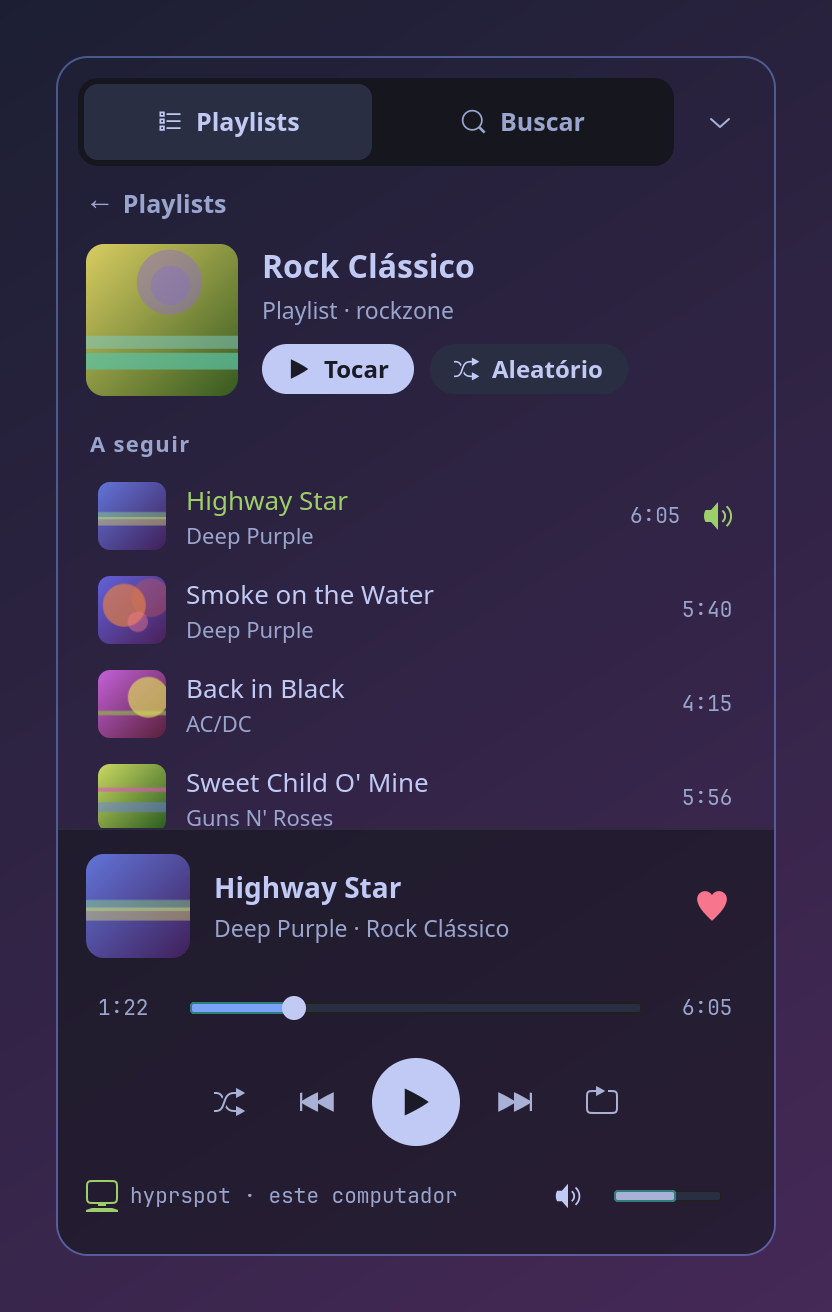 Playlists
Buscar
← Playlists
Rock Clássico
Playlist · rockzone
Tocar
Aleatório
A seguir
Highway Star
Deep Purple
6:05
Smoke on the Water
Deep Purple
5:40
Back in Black
AC/DC
4:15
Sweet Child O' Mine
Guns N' Roses
5:56
Highway Star
Deep Purple · Rock Clássico
1:22
6:05
hyprspot · este computador